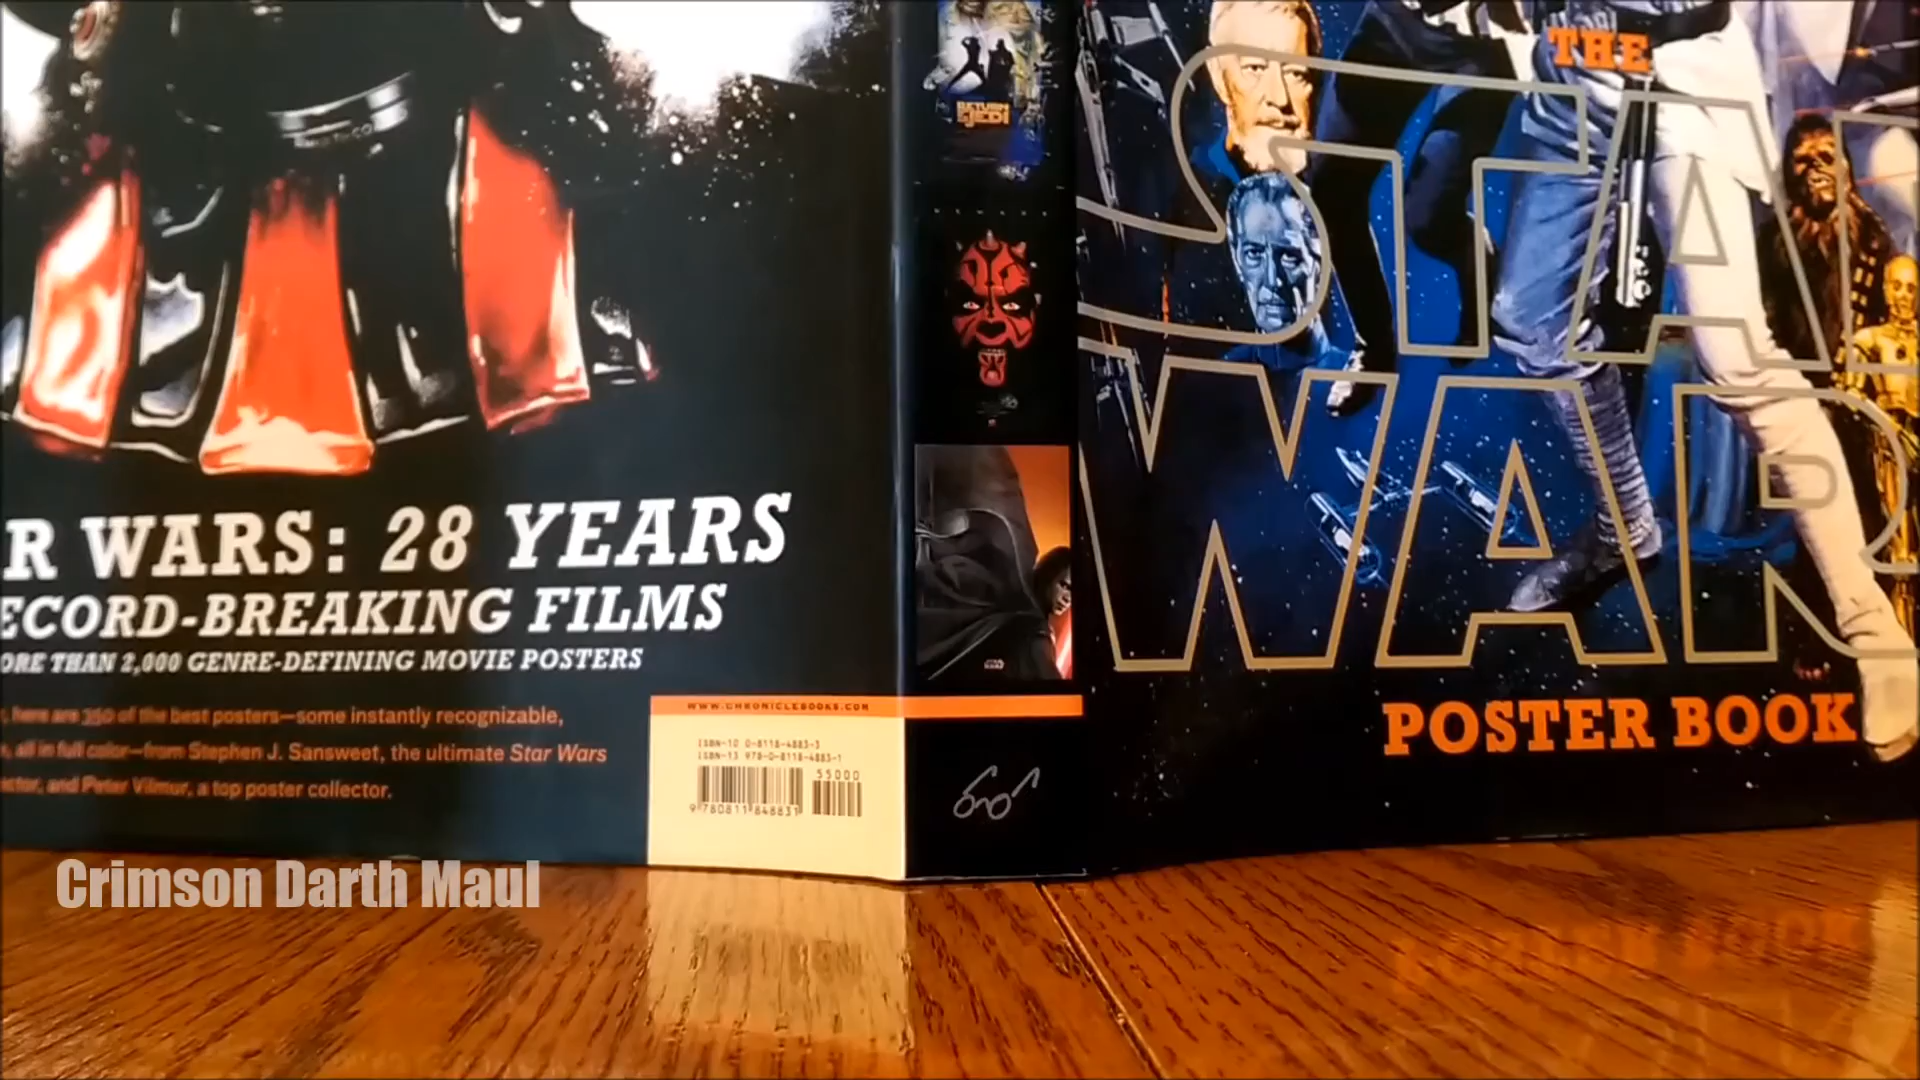 R WARS: 28 YEARS
ECORD-BREAKING FILMS
ORE THAN 2,000 GENRE-DEFINING MOVIE POSTERS
here are 350 of the best posters—some instantly recognizable,
all in full color—from Stephen J. Sansweet, the ultimate Star Wars
and Peter Vilmur, a top poster collector.
WWW.CHRONICLEBOOKS.COM
ISBN-10 0-8118-4883-3
ISBN-13 978-0-8118-4883-1
55000
9 780811 848831
RETURN
JEDI
THE
STAR
WAR
POSTER BOOK
Crimson Darth Maul